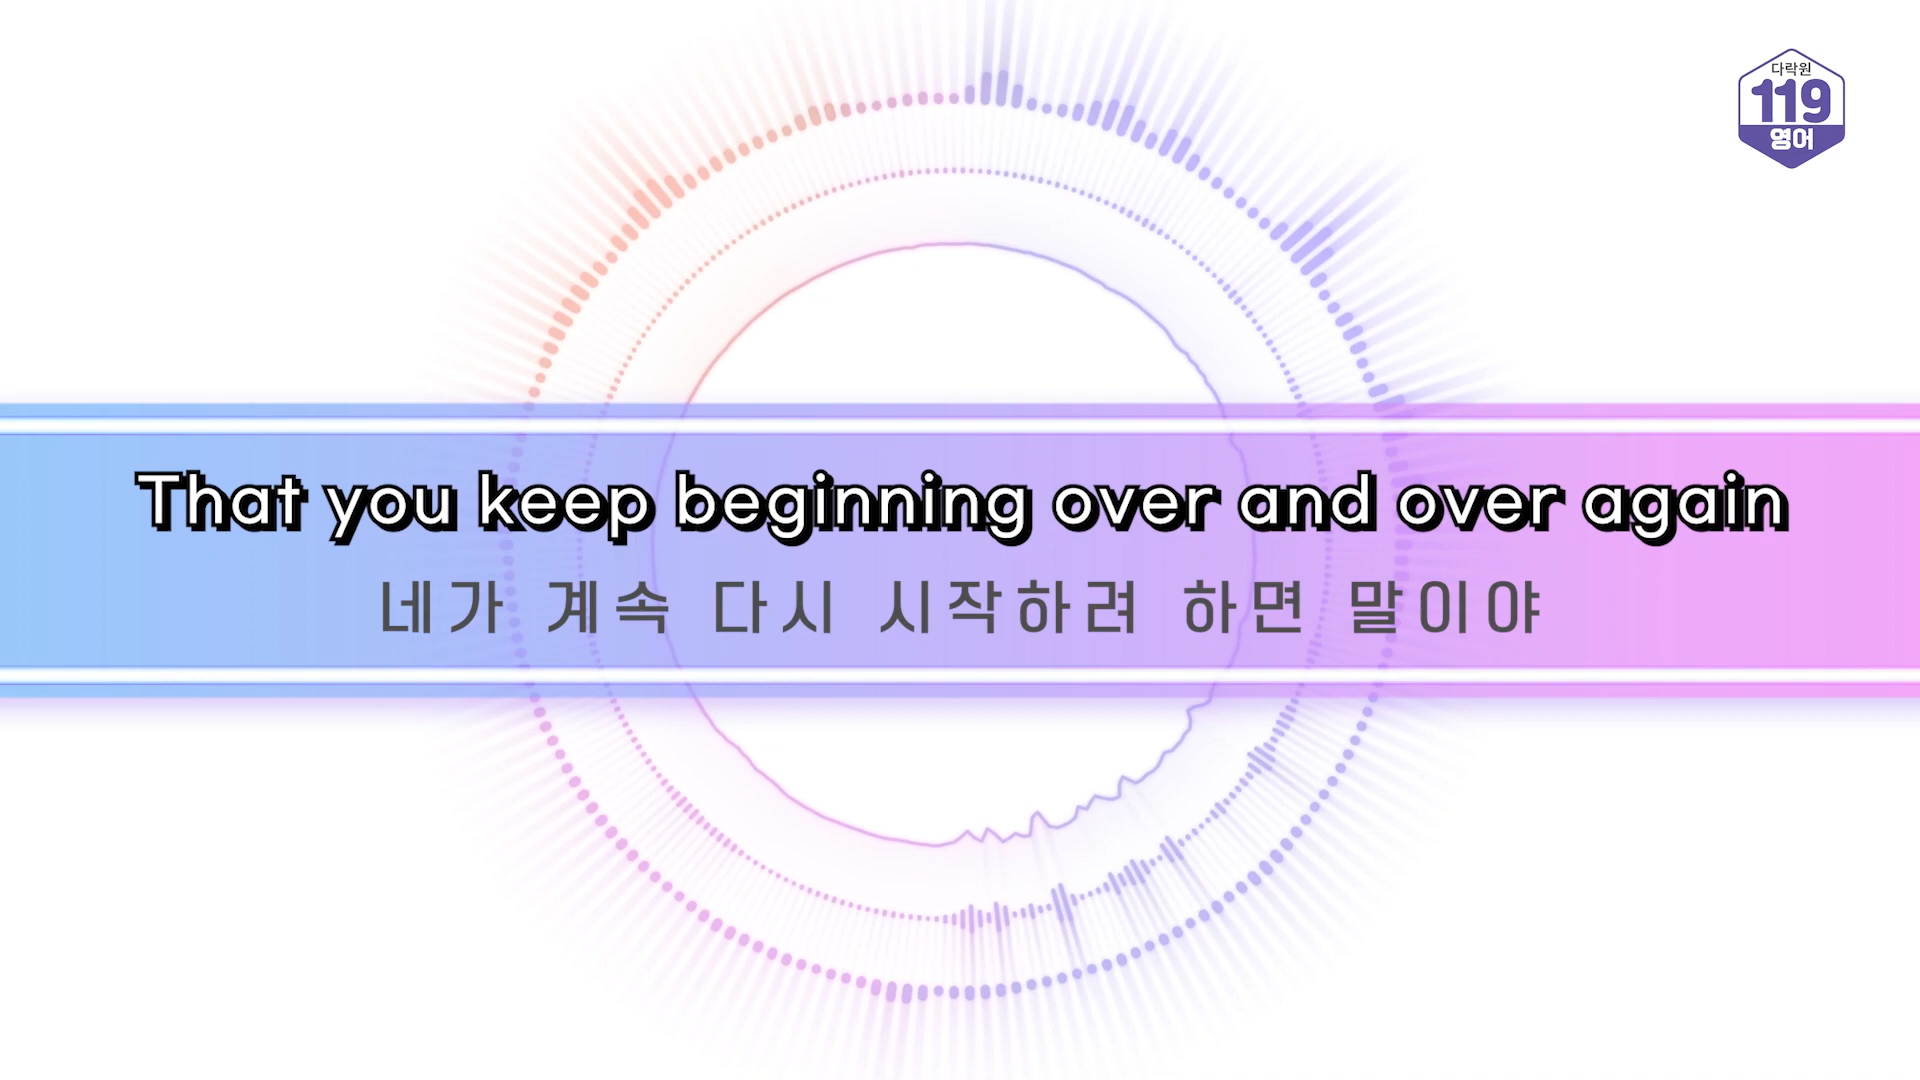 다락원
119
영어
That you keep beginning over and over again
네가 계속 다시 시작하려 하면 말이야